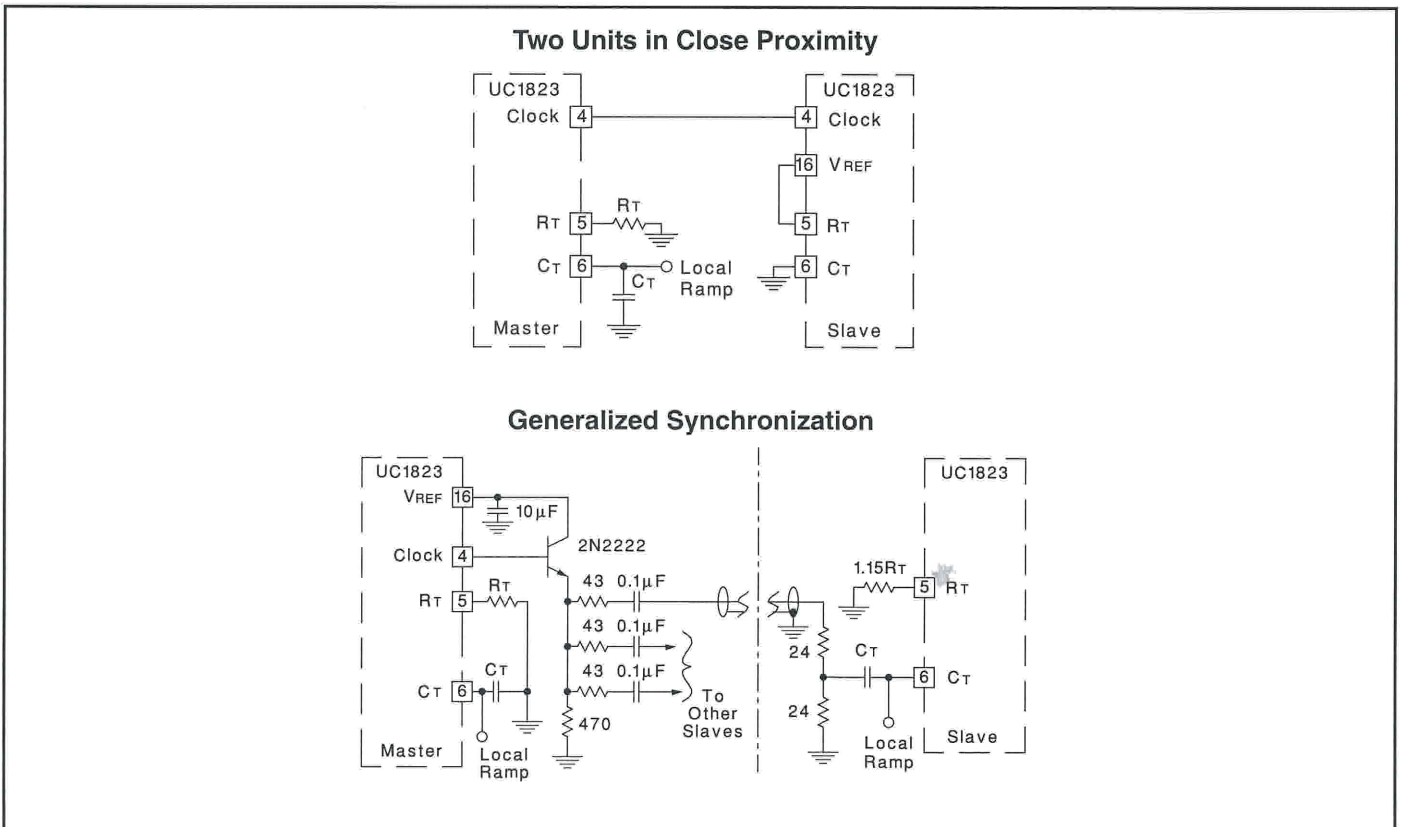 Two Units in Close Proximity
UC1823
UC1823
Clock 4
4 Clock
16 VREF
RT
RT 5
5 RT
CT 6
Local
Ramp
CT
6 CT
Master
Slave
Generalized Synchronization
UC1823
UC1823
VREF 16
10µF
2N2222
Clock 4
1.15RT
RT 5
RT
43 0.1µF
5 RT
43 0.1µF
24
CT
CT 6
CT
43 0.1µF
6 CT
To
Other
Slaves
470
24
Master
Local
Ramp
Local
Ramp
Slave